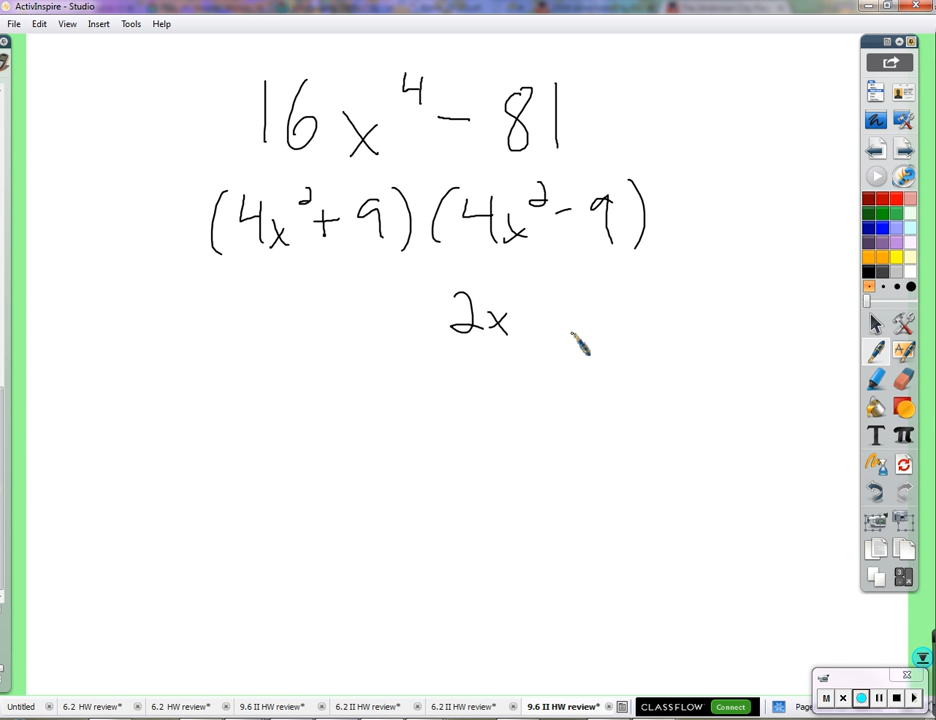 ActivInspire - Studio
File Edit View Insert Tools Help
16x⁴ - 81
(4x²+ 9) (4x² - 9)
2x
Untitled 6.2 HW review* 6.2 HW review* 9.6 II HW review* 6.2 II HW review* 6.2 II HW review* 9.6 II HW review* CLASSFLOW Connect Page